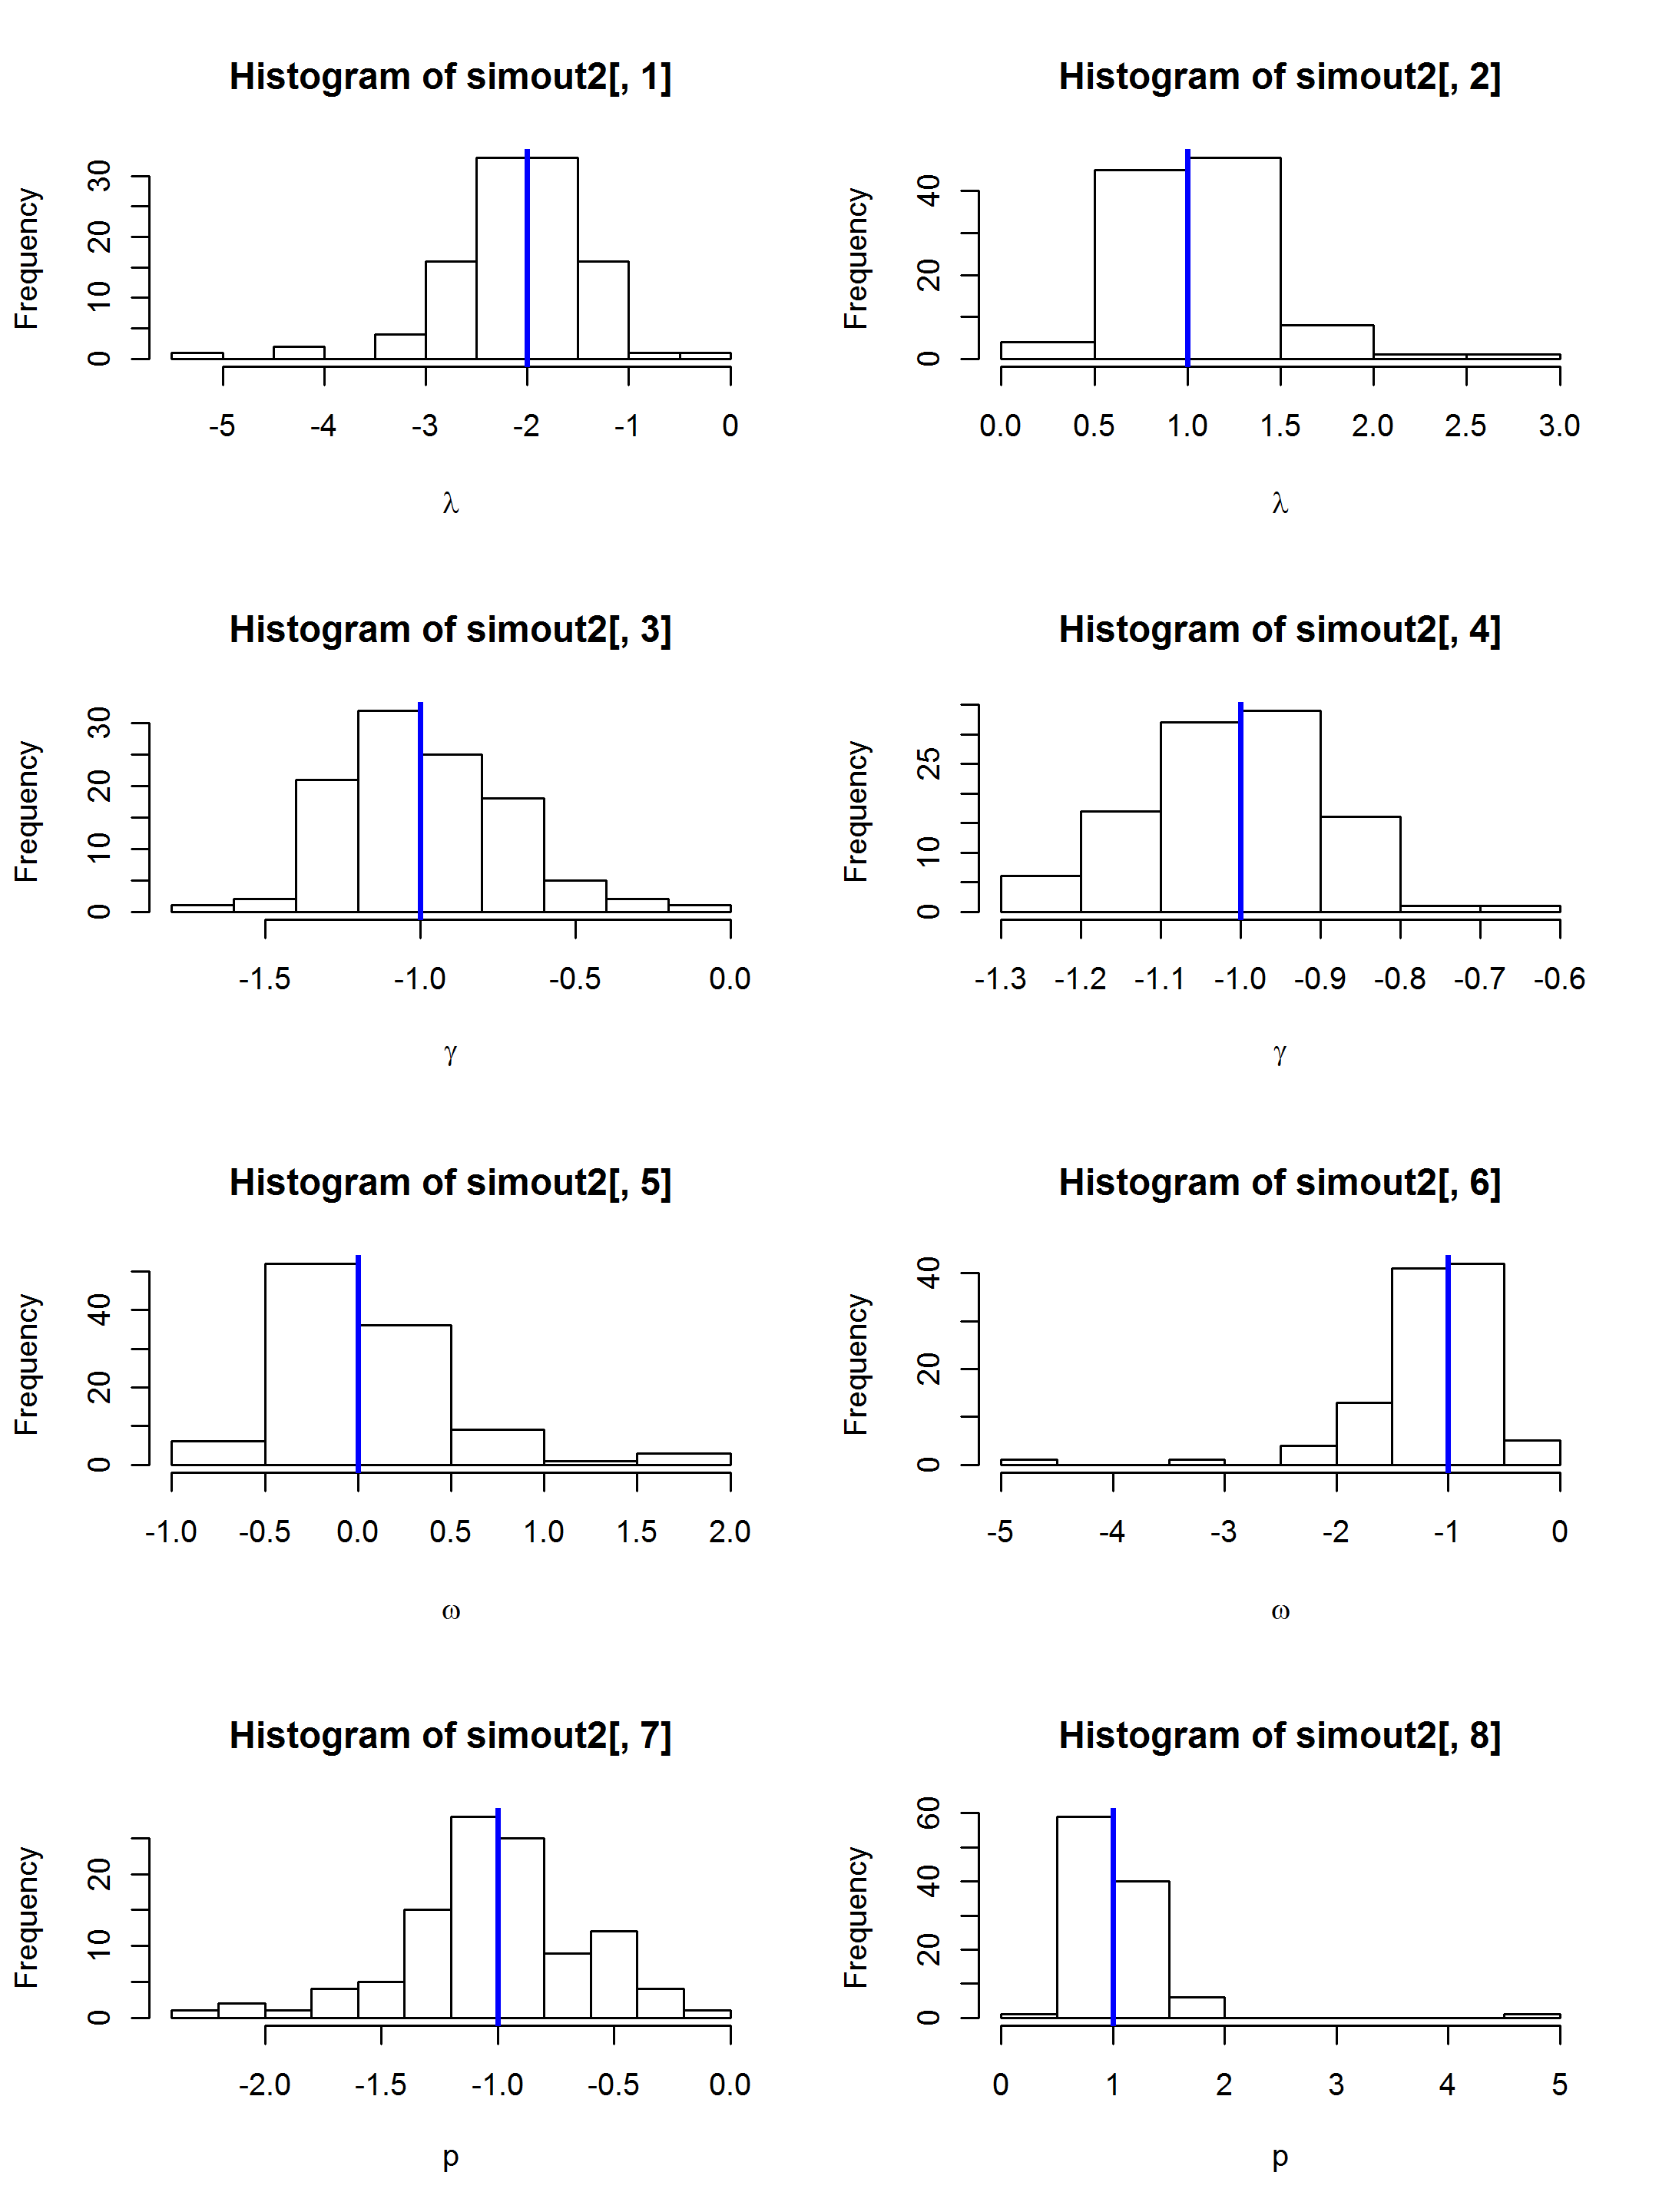 Histogram of simout2[, 1]
Frequency
0 10 20 30
-5 -4 -3 -2 -1 0
λ
Histogram of simout2[, 2]
Frequency
0 20 40
0.0 0.5 1.0 1.5 2.0 2.5 3.0
λ
Histogram of simout2[, 3]
Frequency
0 10 20 30
-1.5 -1.0 -0.5 0.0
γ
Histogram of simout2[, 4]
Frequency
0 10 25
-1.3 -1.2 -1.1 -1.0 -0.9 -0.8 -0.7 -0.6
γ
Histogram of simout2[, 5]
Frequency
0 20 40
-1.0 -0.5 0.0 0.5 1.0 1.5 2.0
ω
Histogram of simout2[, 6]
Frequency
0 20 40
-5 -4 -3 -2 -1 0
ω
Histogram of simout2[, 7]
Frequency
0 10 20
-2.0 -1.5 -1.0 -0.5 0.0
p
Histogram of simout2[, 8]
Frequency
0 20 40 60
0 1 2 3 4 5
p